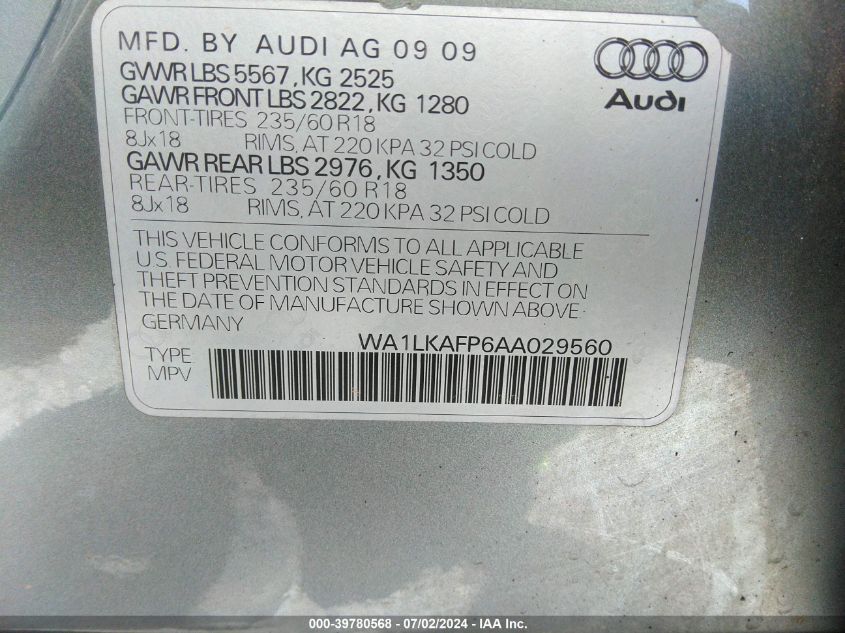 MFD. BY AUDI AG 09 09
Audi
GVWR LBS 5567, KG 2525
GAWR FRONT LBS 2822, KG 1280
FRONT-TIRES 235/60 R18
8Jx18 RIMS, AT 220 KPA 32 PSI COLD
GAWR REAR LBS 2976, KG 1350
REAR-TIRES 235/60 R18
8Jx18 RIMS, AT 220 KPA 32 PSI COLD
THIS VEHICLE CONFORMS TO ALL APPLICABLE
U.S. FEDERAL MOTOR VEHICLE SAFETY AND
THEFT PREVENTION STANDARDS IN EFFECT ON
THE DATE OF MANUFACTURE SHOWN ABOVE.
GERMANY
WA1LKAFP6AA029560
TYPE
MPV
000-39780568 - 07/02/2024 - IAA Inc.